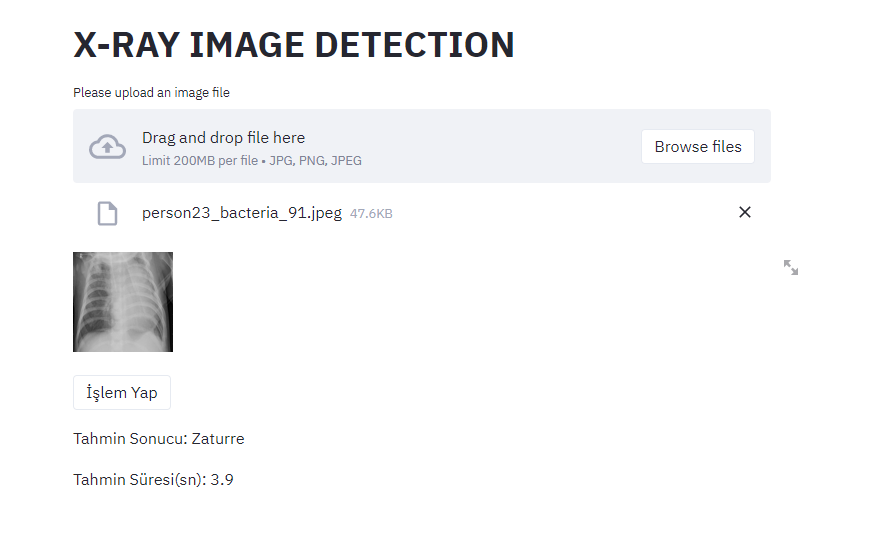 X-RAY IMAGE DETECTION
Please upload an image file
Drag and drop file here
Browse files
Limit 200MB per file • JPG, PNG, JPEG
person23_bacteria_91.jpeg 47.6KB
İşlem Yap
Tahmin Sonucu: Zaturre
Tahmin Süresi(sn): 3.9